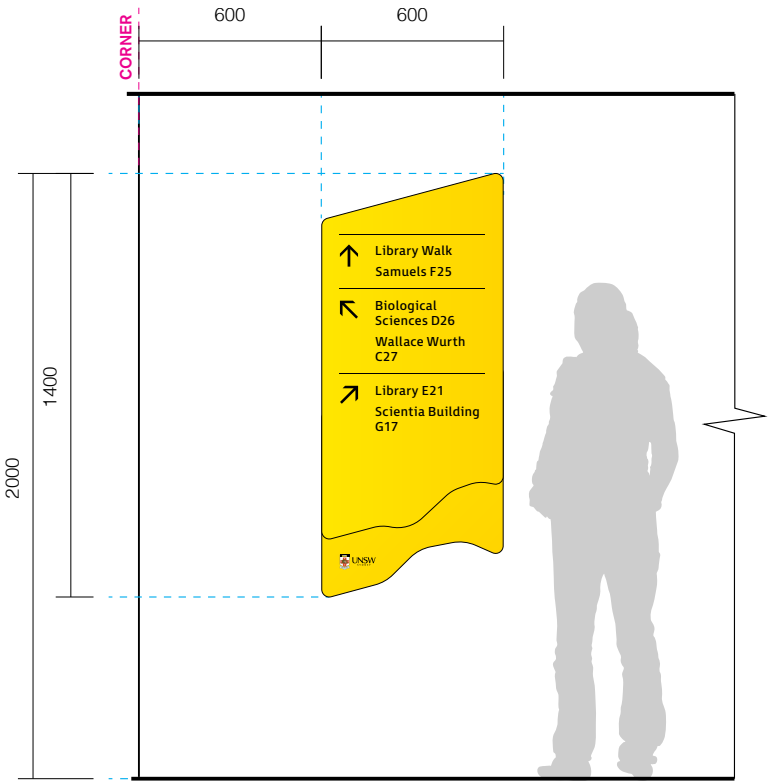 600
600
CORNER
Library Walk
Samuels F25
Biological
Sciences D26
Wallace Wurth
C27
Library E21
Scientia Building
G17
1400
2000
UNSW